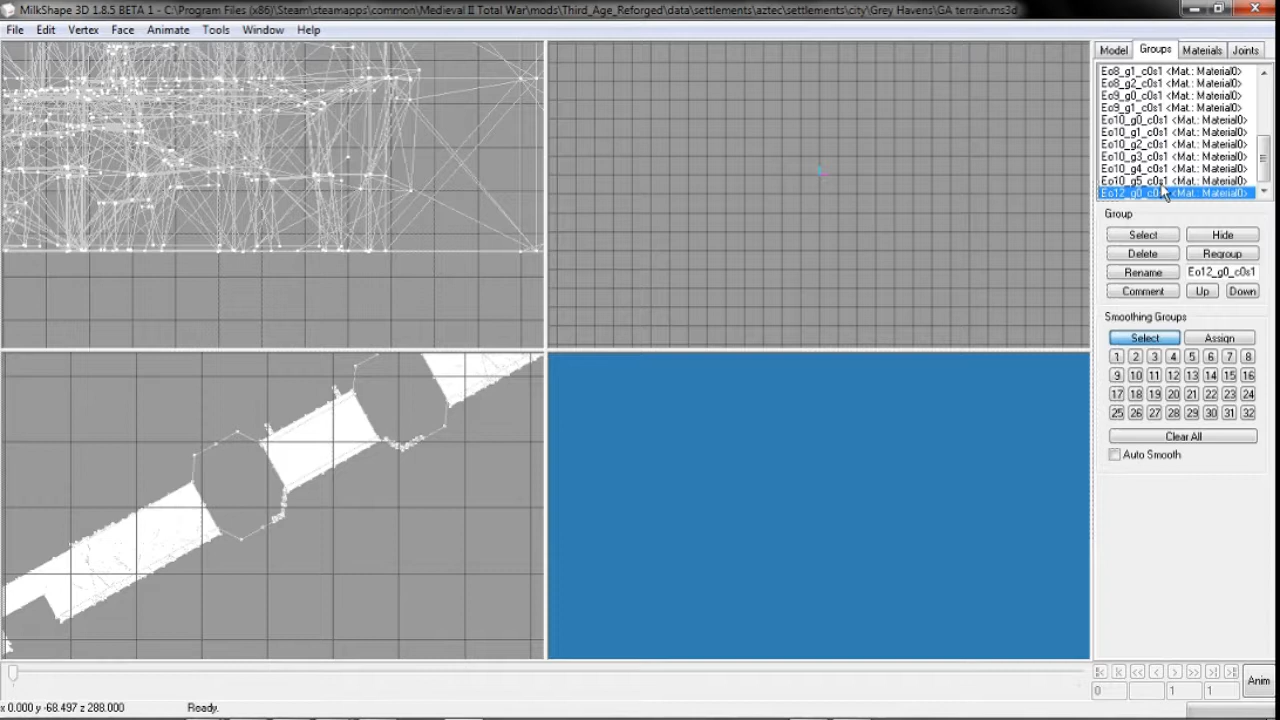 MilkShape 3D 1.8.5 BETA 1 - C:\Program Files (x86)\Steam\steamapps\common\Medieval II Total War\mods\Third_Age_Reforged\data\settlements\aztec\settlements\city\Grey Havens\GA terrain.ms3d
File Edit Vertex Face Animate Tools Window Help
Model Groups Materials Joints
Eo8_g1_c0s1 <Mat.: Material0>
Eo8_g2_c0s1 <Mat.: Material0>
Eo9_g0_c0s1 <Mat.: Material0>
Eo9_g1_c0s1 <Mat.: Material0>
Eo10_g0_c0s1 <Mat.: Material0>
Eo10_g1_c0s1 <Mat.: Material0>
Eo10_g2_c0s1 <Mat.: Material0>
Eo10_g3_c0s1 <Mat.: Material0>
Eo10_g4_c0s1 <Mat.: Material0>
Eo10_g5_c0s1 <Mat.: Material0>
<Mat.: Material0>
Group
Select Hide
Delete Regroup
Rename Eo12_g0_c0s1
Comment Up Down
Smoothing Groups
Select Assign
1 2 3 4 5 6 7 8
9 10 11 12 13 14 15 16
17 18 19 20 21 22 23 24
25 26 27 28 29 30 31 32
Clear All
Auto Smooth
Anim
0 1 1
x 0.000 y -68.497 z 288.000 Ready.